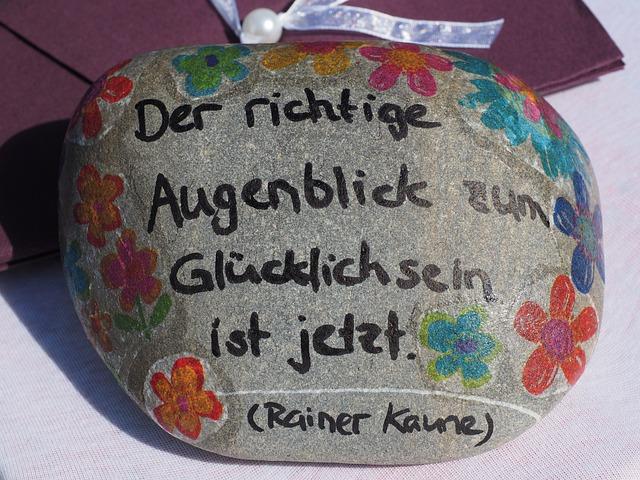 Der richtige
Augenblick zum
Glücklichsein
ist jetzt.
(Rainer Kaune)